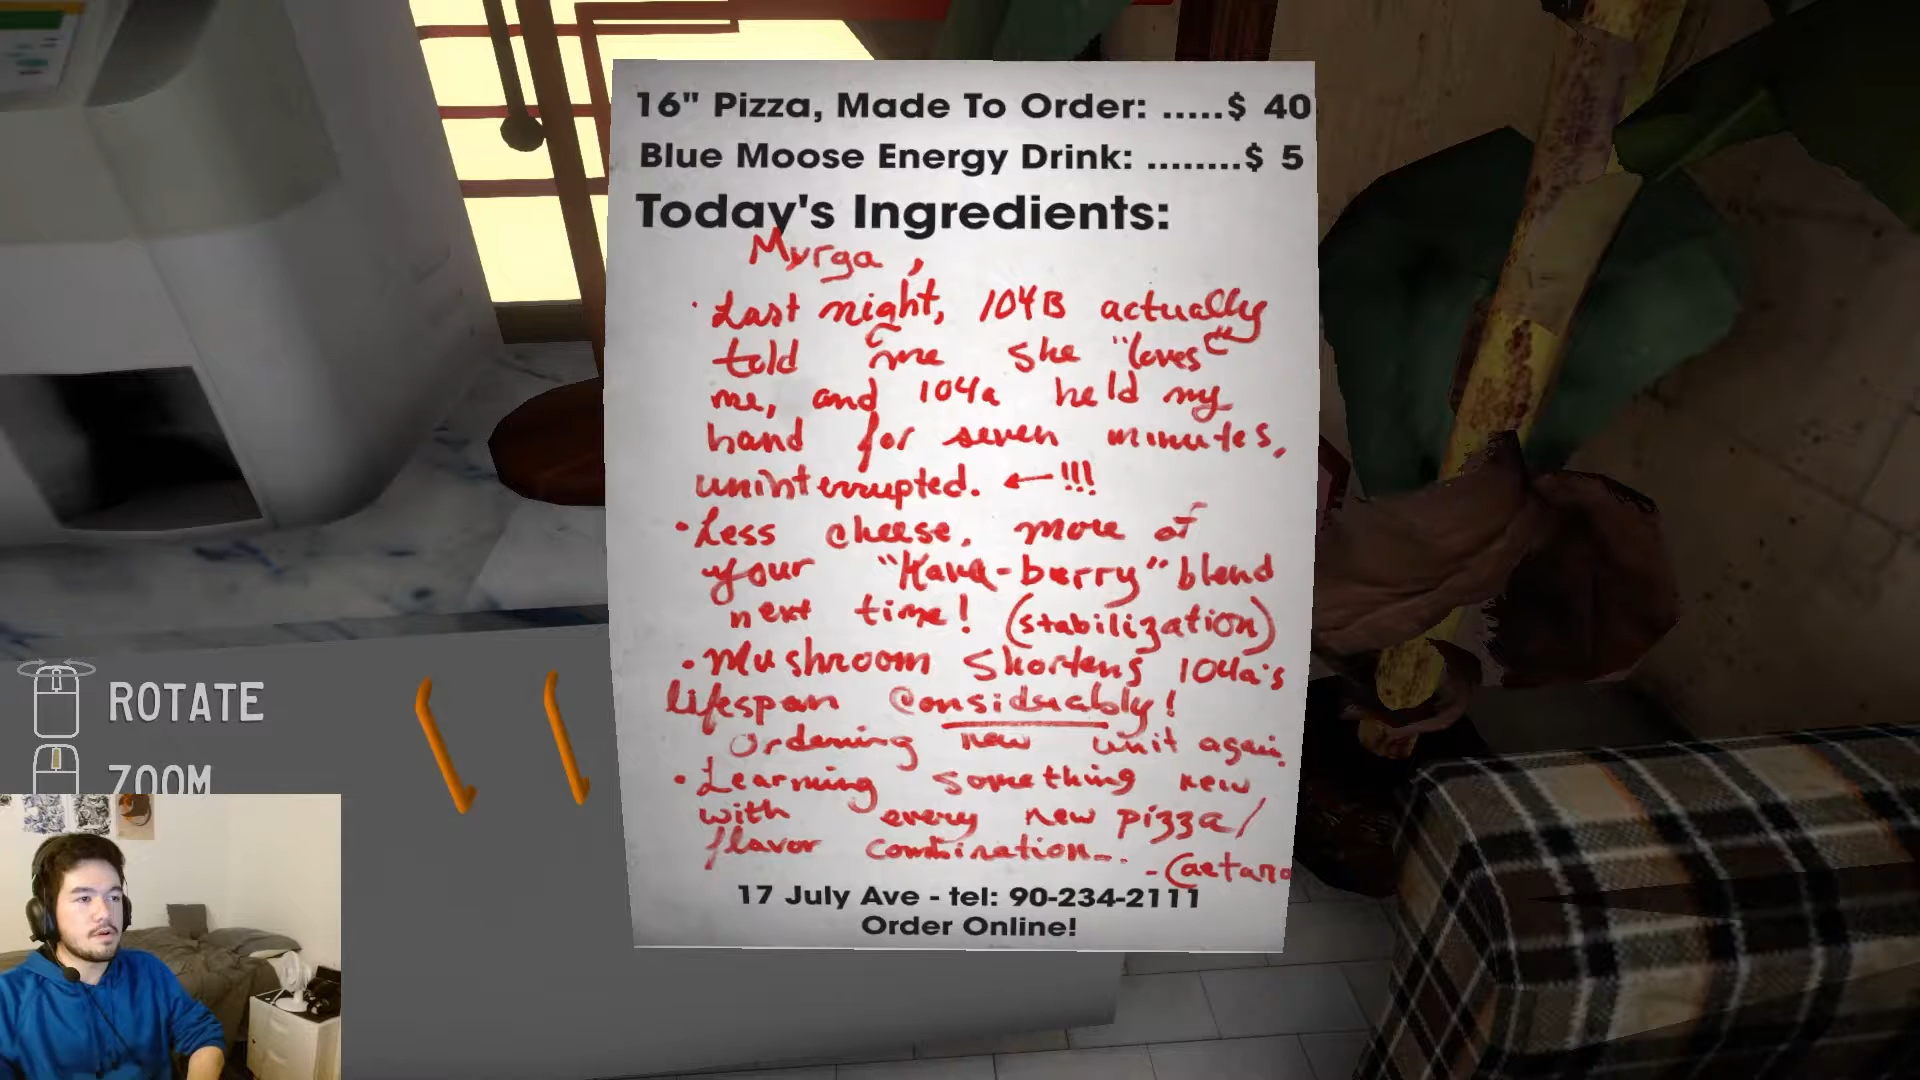 16" Pizza, Made To Order: .....$ 40
Blue Moose Energy Drink: ........$ 5
Today's Ingredients:
Myrga,
• Last night, 104B actually
told me she "loves"
me, and 104a held my
hand for seven minutes,
uninterrupted. ← !!!
• Less cheese, more of
your "Kava-berry" blend
next time! (stabilization)
• Mushroom Shortens 104a's
lifespan Considerably!
Ordering new unit again.
• Learning something new
with every new pizza/
flavor combination...
- Caetano
17 July Ave - tel: 90-234-2111
Order Online!
ROTATE
ZOOM